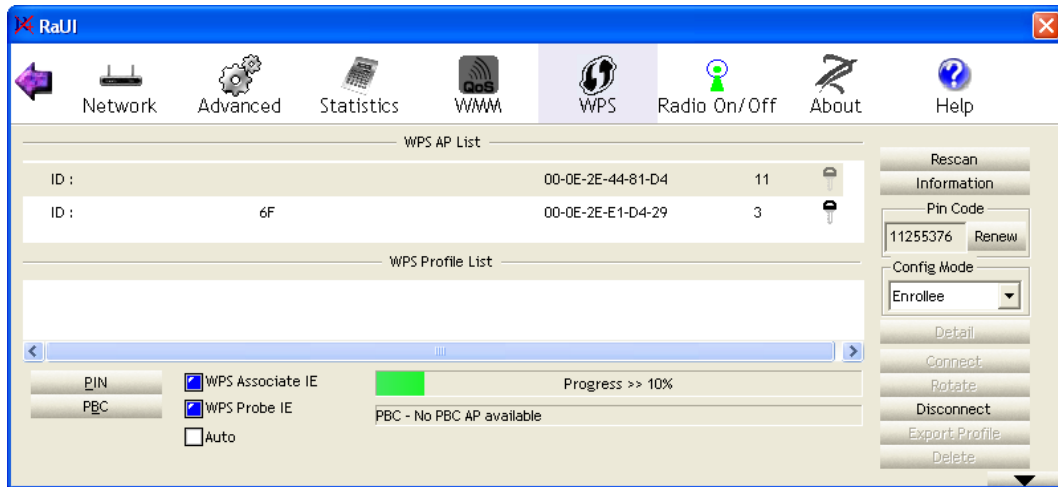 RaUI
Network
Advanced
Statistics
QoS
WMM
WPS
Radio On/Off
About
Help
WPS AP List
ID : 00-0E-2E-44-81-D4 11
ID : 6F 00-0E-2E-E1-D4-29 3
WPS Profile List
PIN
PBC
WPS Associate IE
WPS Probe IE
Auto
Progress >> 10%
PBC - No PBC AP available
Rescan
Information
Pin Code
11255376 Renew
Config Mode
Enrollee
Detail
Connect
Rotate
Disconnect
Export Profile
Delete